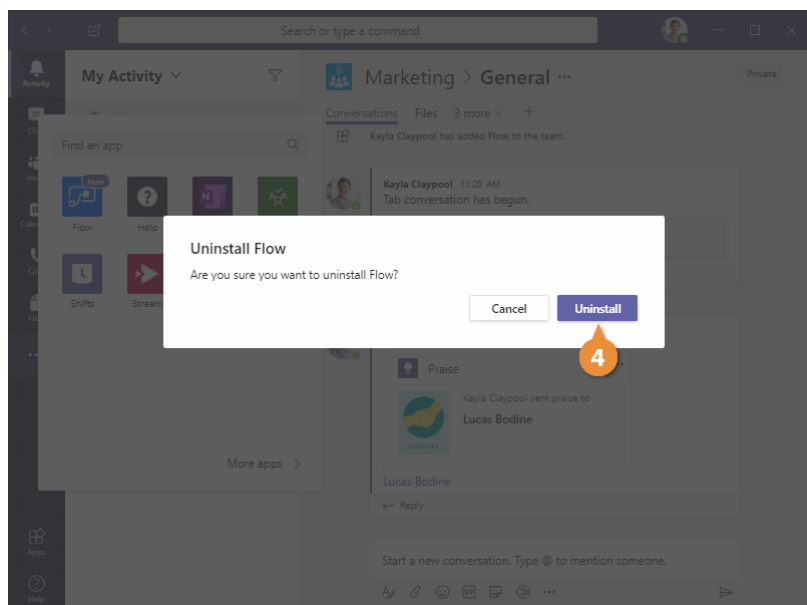 Search or type a command
Activity
My Activity
Marketing > General ...
Private
Conversations Files 3 more
Kayla Claypool has added Flow to the team.
Find an app
Kayla Claypool 11:20 AM
Tab conversation has begun.
New
Flow
Help
Shifts
Stream
Uninstall Flow
Are you sure you want to uninstall Flow?
Cancel
Uninstall
4
Praise
Kayla Claypool sent praise to
Lucas Bodine
More apps >
Lucas Bodine
Reply
Start a new conversation. Type @ to mention someone.
GIF
Apps
Help